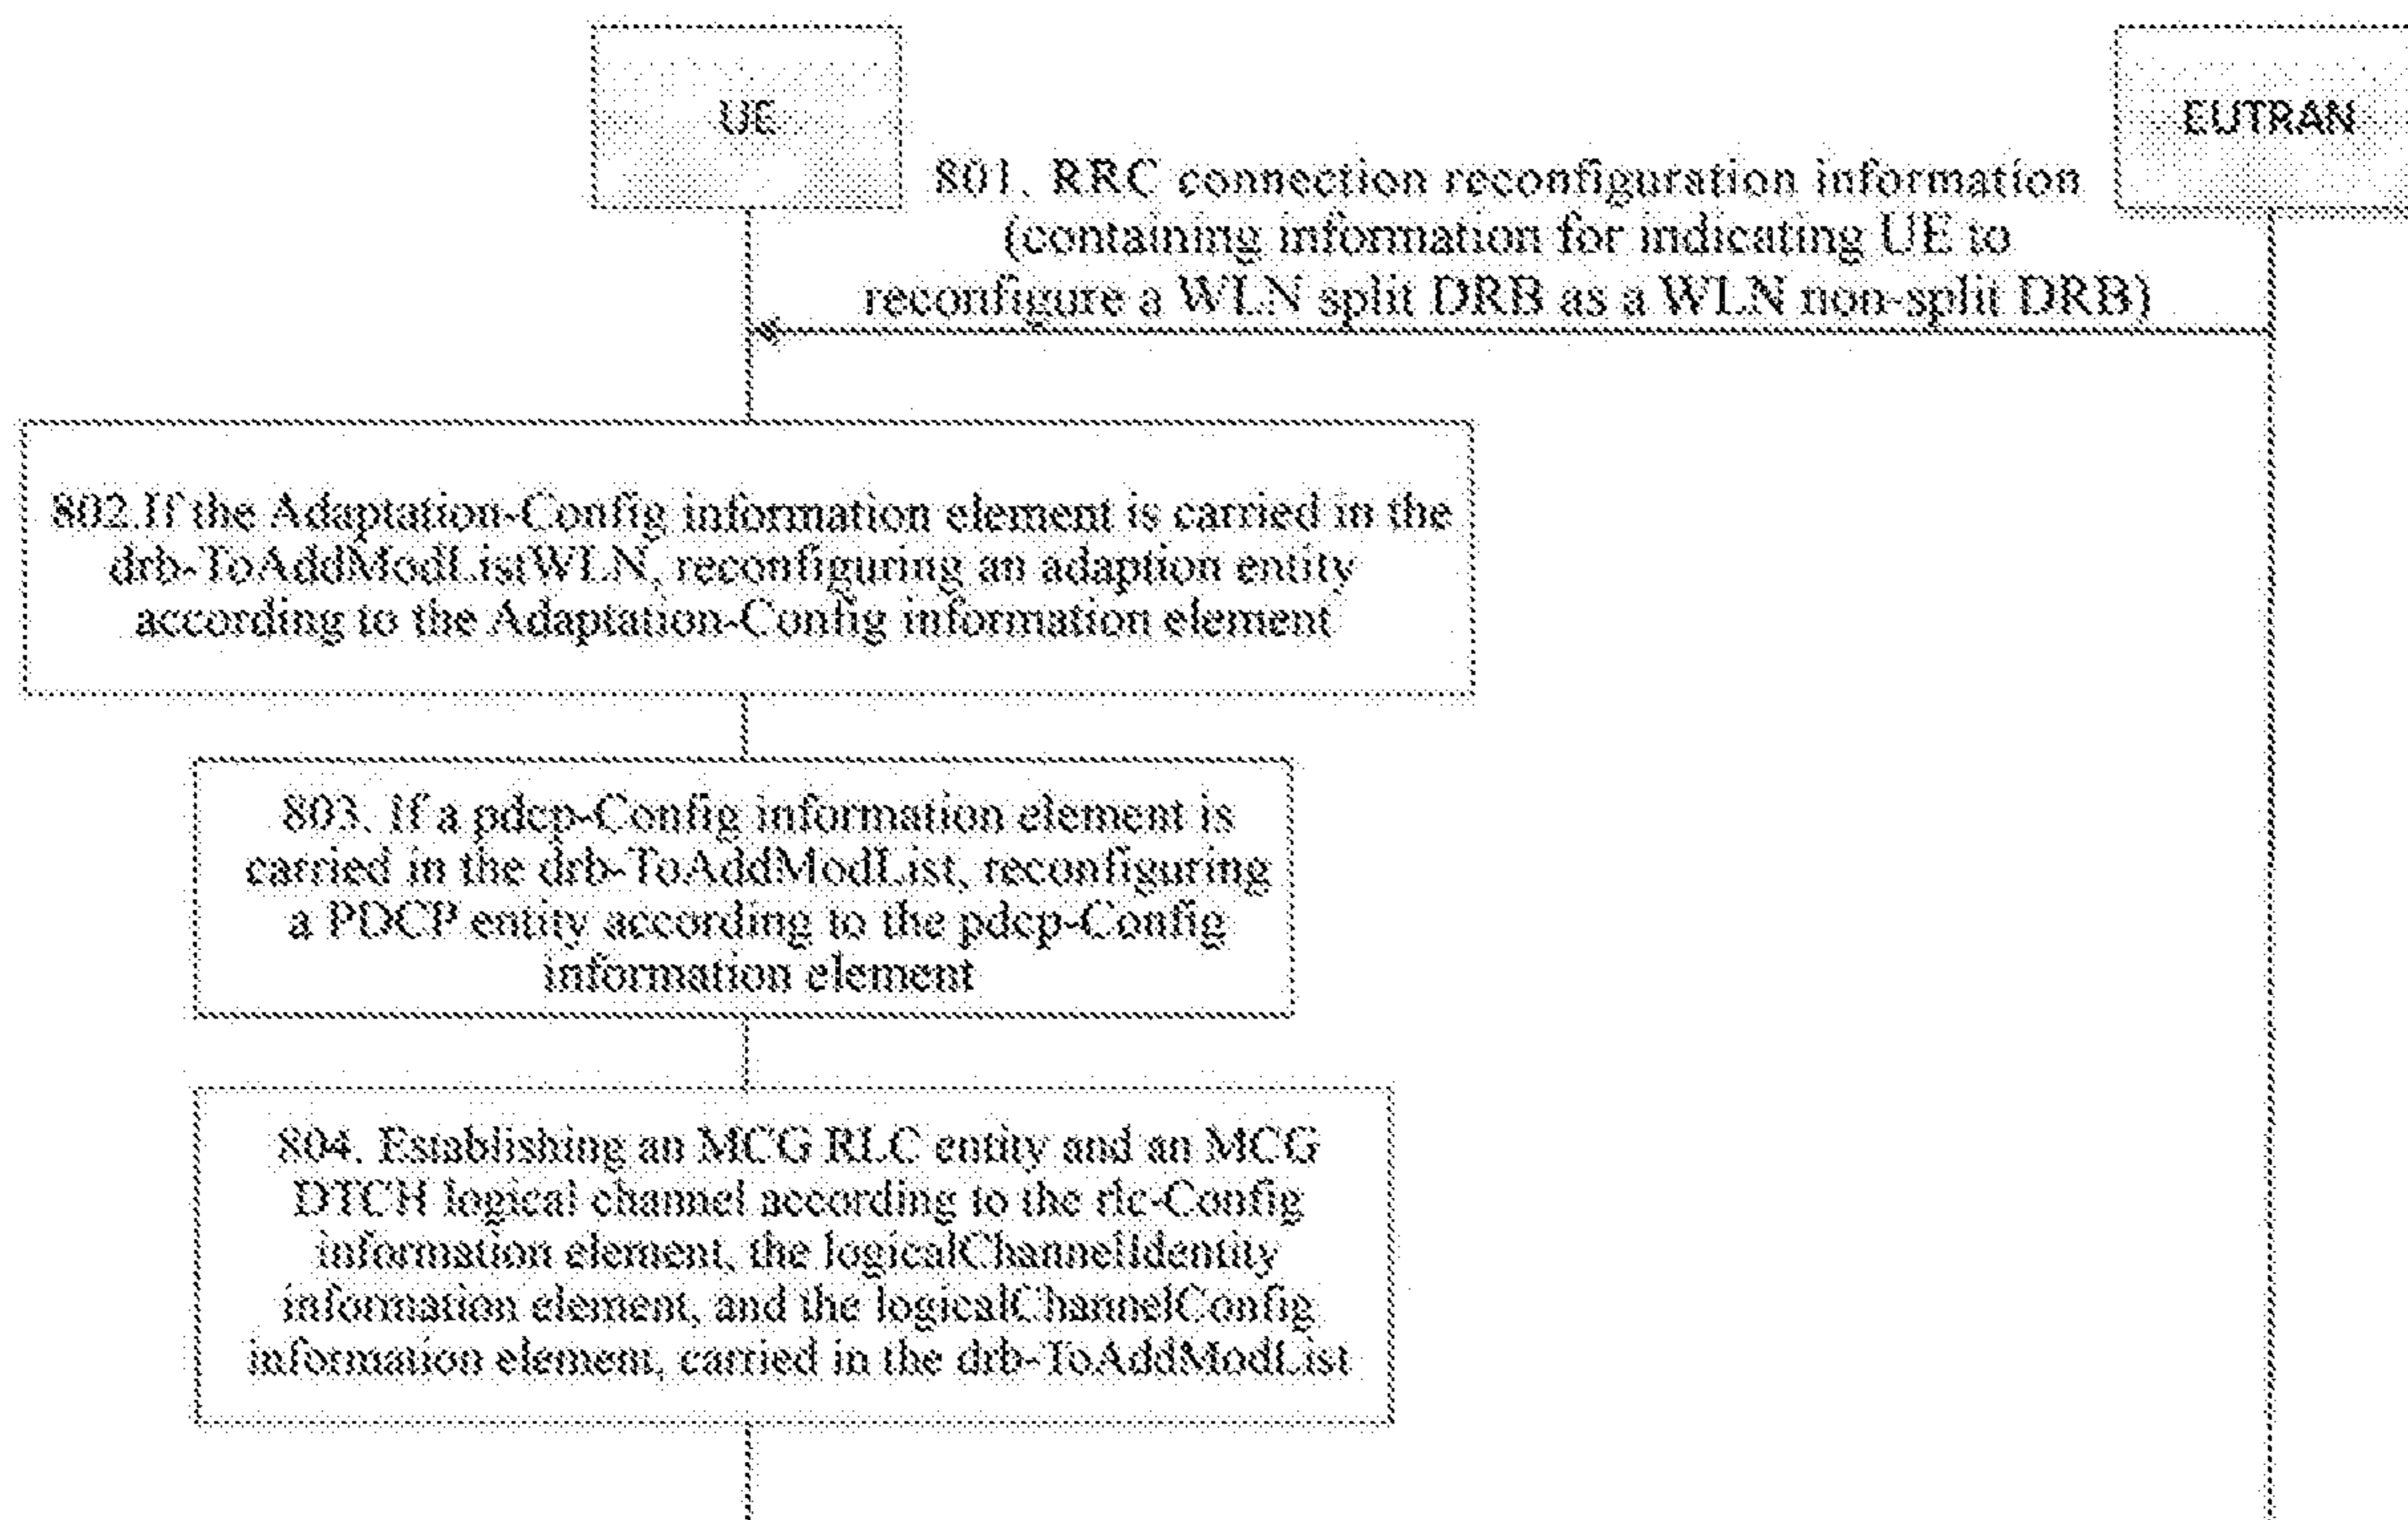 UE
EUTRAN
801. RRC connection reconfiguration information
(containing information for indicating UE to
reconfigure a WLN split DRB as a WLN non-split DRB)
802.If the Adaptation-Config information element is carried in the
drb-ToAddModListWLN, reconfiguring an adaption entity
according to the Adaptation-Config information element
803. If a pdcp-Config information element is
carried in the drb-ToAddModList, reconfiguring
a PDCP entity according to the pdcp-Config
information element
804. Establishing an MCG RLC entity and an MCG
DTCH logical channel according to the rlc-Config
information element, the logicalChannelIdentity
information element, and the logicalChannelConfig
information element, carried in the drb-ToAddModList